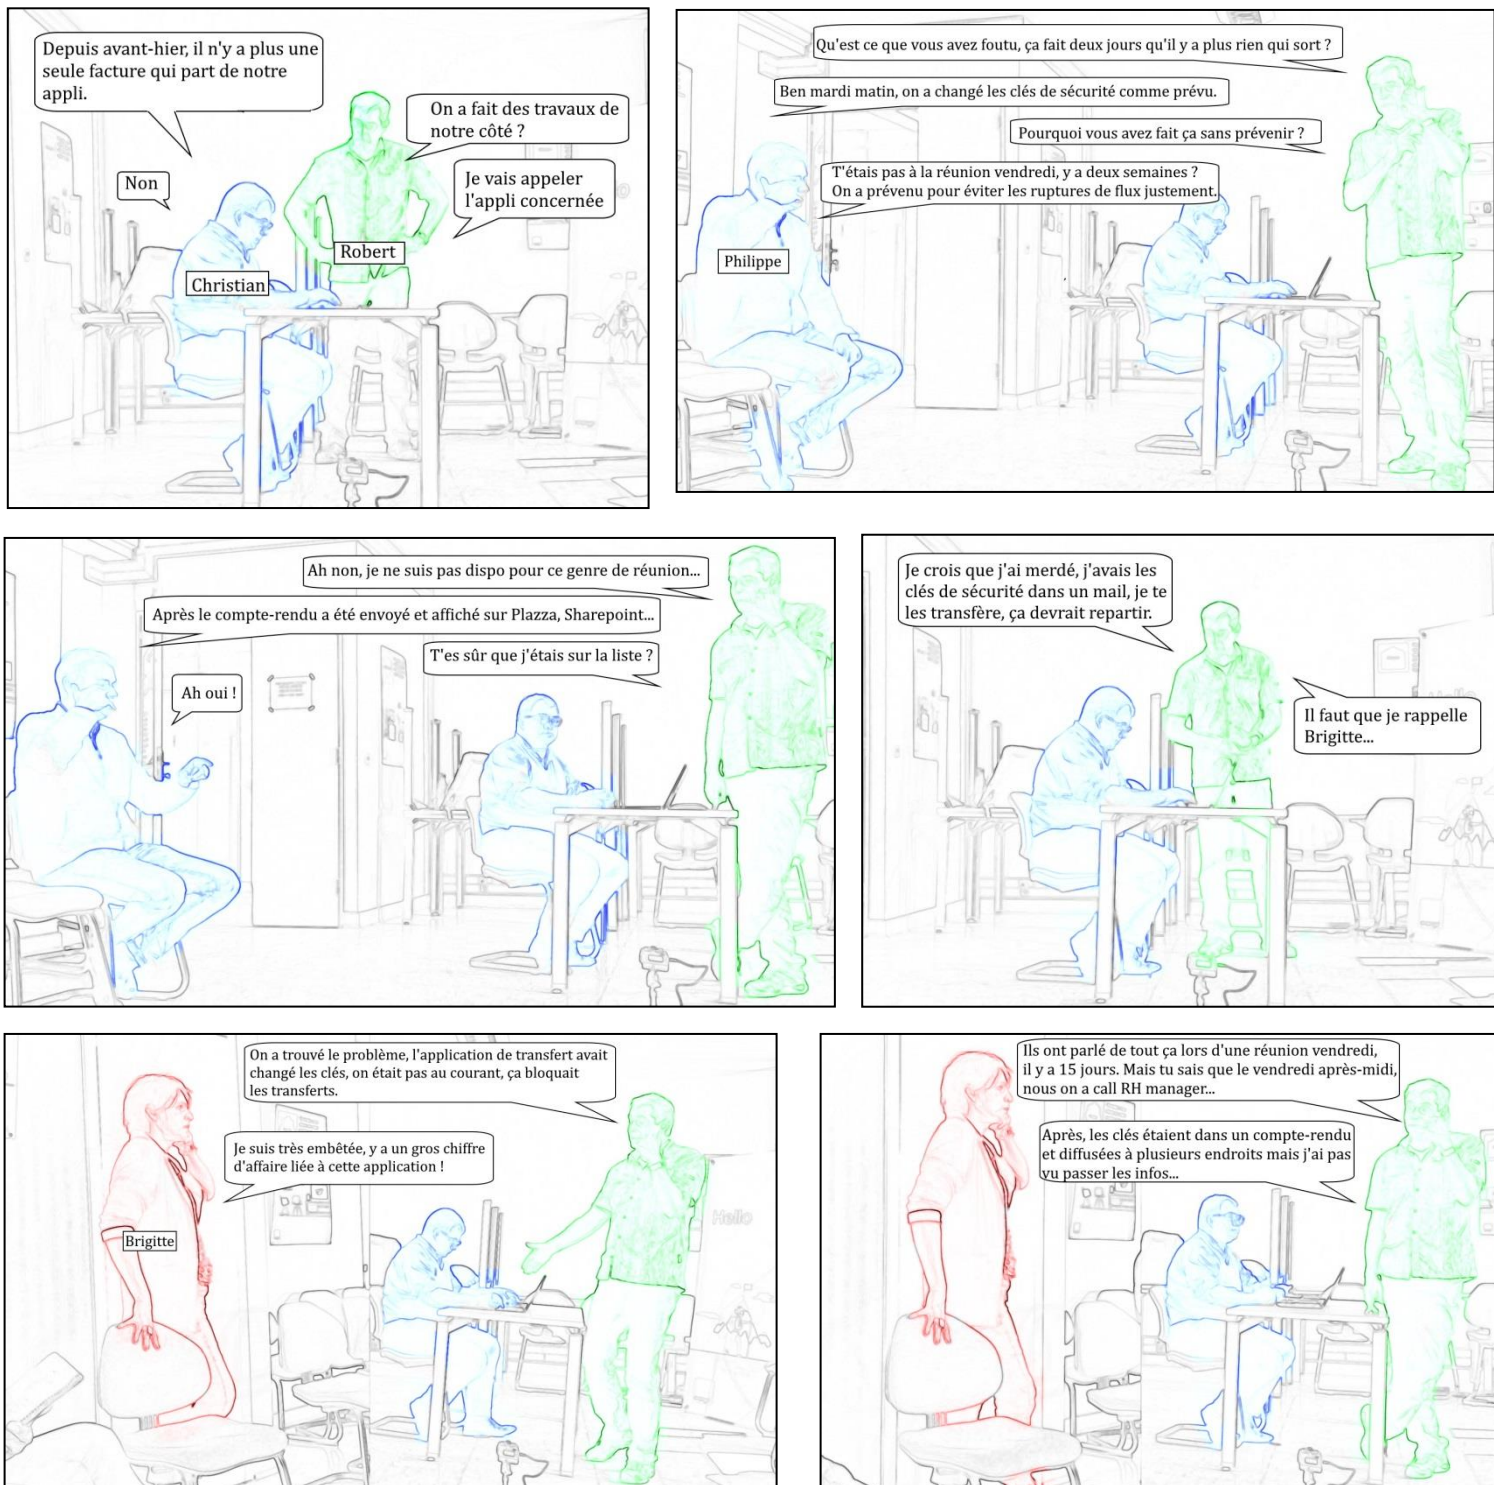 Depuis avant-hier, il n'y a plus une
seule facture qui part de notre
appli.
On a fait des travaux de
notre côté ?
Non
Je vais appeler
l'appli concernée
Robert
Christian
Qu'est ce que vous avez foutu, ça fait deux jours qu'il y a plus rien qui sort ?
Ben mardi matin, on a changé les clés de sécurité comme prévu.
Pourquoi vous avez fait ça sans prévenir ?
T'étais pas à la réunion vendredi, y a deux semaines ?
On a prévenu pour éviter les ruptures de flux justement.
Philippe
Ah non, je ne suis pas dispo pour ce genre de réunion...
Après le compte-rendu a été envoyé et affiché sur Plazza, Sharepoint...
T'es sûr que j'étais sur la liste ?
Ah oui !
Je crois que j'ai merdé, j'avais les
clés de sécurité dans un mail, je te
les transfère, ça devrait repartir.
Il faut que je rappelle
Brigitte...
On a trouvé le problème, l'application de transfert avait
changé les clés, on était pas au courant, ça bloquait
les transferts.
Je suis très embêtée, y a un gros chiffre
d'affaire liée à cette application !
Brigitte
Hello
Ils ont parlé de tout ça lors d'une réunion vendredi,
il y a 15 jours. Mais tu sais que le vendredi après-midi,
nous on a call RH manager...
Après, les clés étaient dans un compte-rendu
et diffusées à plusieurs endroits mais j'ai pas
vu passer les infos...